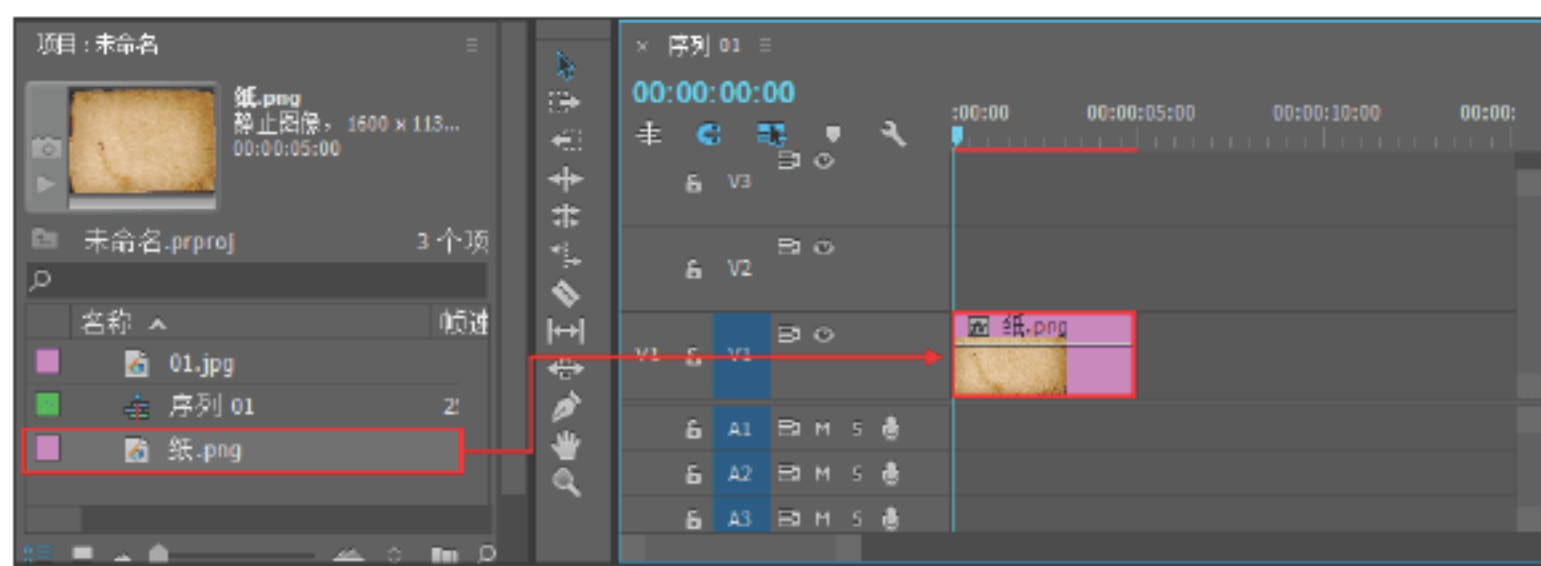 项目:未命名
纸.png
静止图像, 1600 x 113...
00:00:05:00
未命名.prproj
3 个项
名称
帧速
01.jpg
序列 01
纸.png
× 序列 01
00:00:00:00
:00:00 00:00:05:00 00:00:10:00 00:00:
V3
V2
V1 V1
纸.png
A1 M S
A2 M S
A3 M S